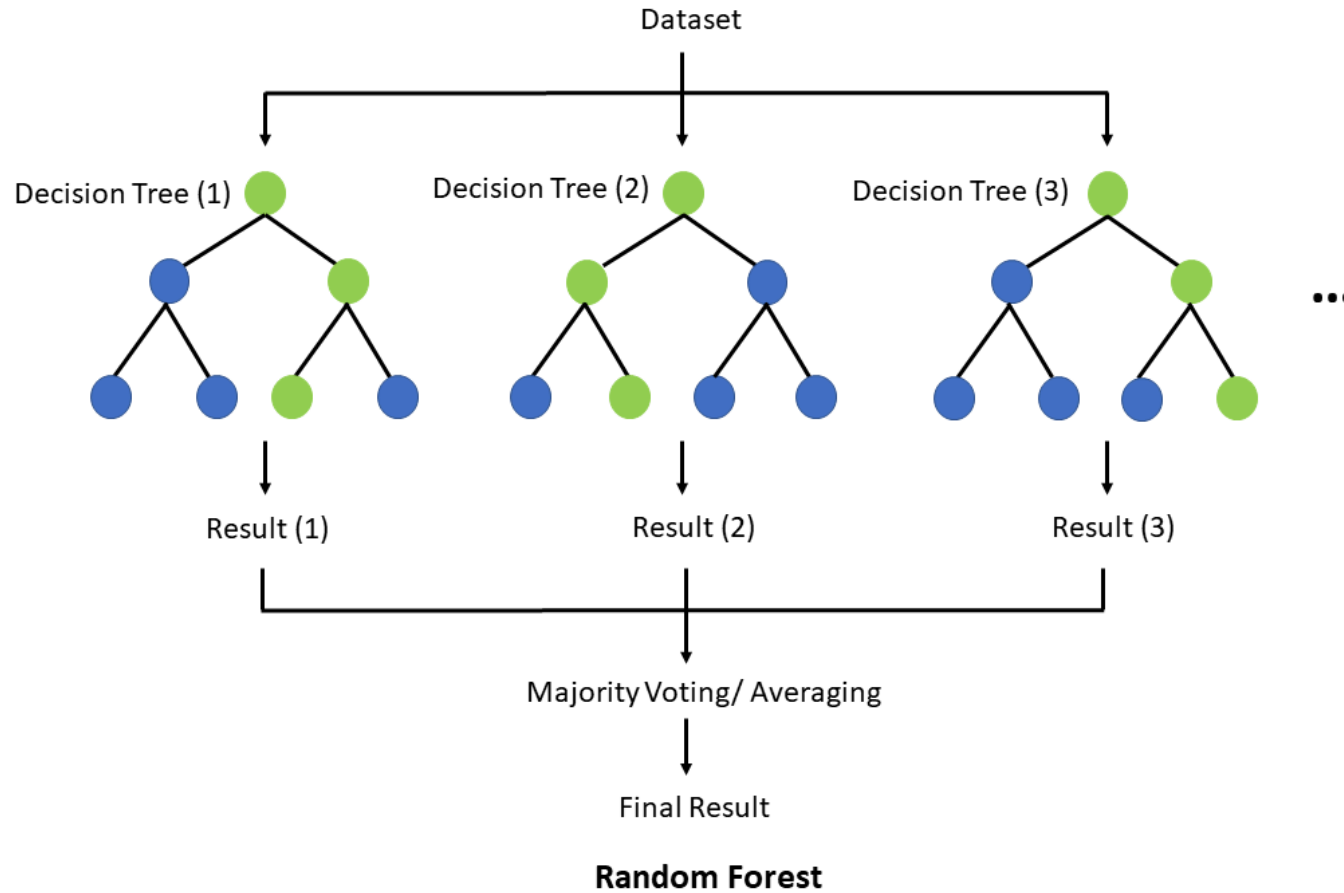 Dataset
Decision Tree (1)
Decision Tree (2)
Decision Tree (3)
...
Result (1)
Result (2)
Result (3)
Majority Voting/ Averaging
Final Result
Random Forest